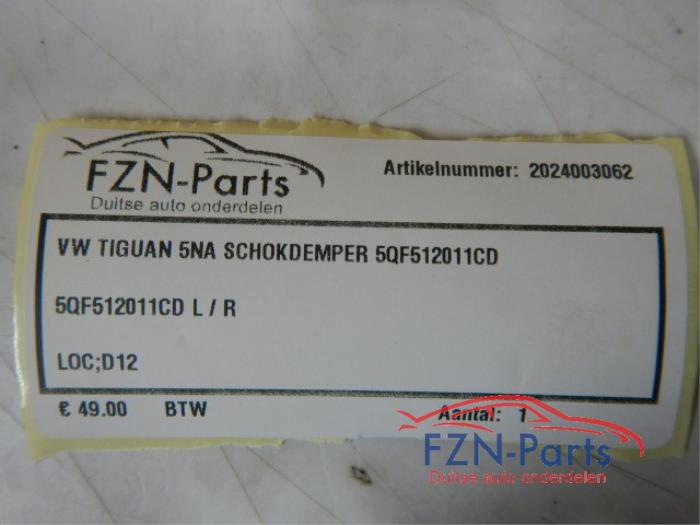 FZN-Parts
Duitse auto onderdelen
Artikelnummer: 2024003062
VW TIGUAN 5NA SCHOKDEMPER 5QF512011CD
5QF512011CD L / R
LOC;D12
€ 49.00 BTW Aantal: 1
FZN-Parts
Duitse auto onderdelen